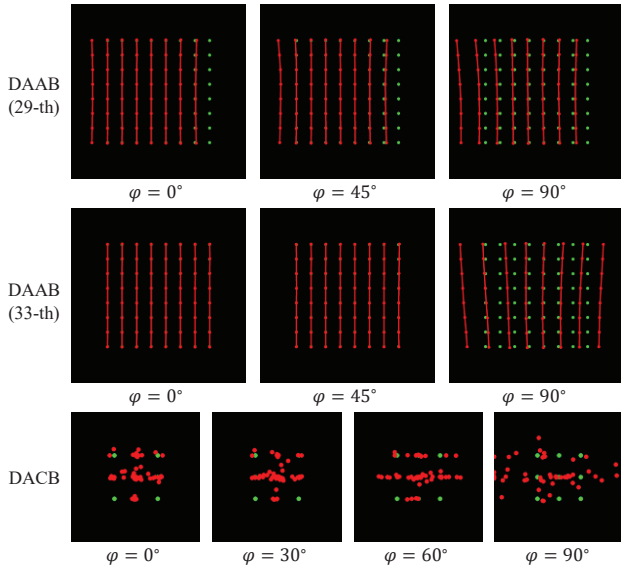 DAAB
(29-th)
φ = 0°
φ = 45°
φ = 90°
DAAB
(33-th)
φ = 0°
φ = 45°
φ = 90°
DACB
φ = 0°
φ = 30°
φ = 60°
φ = 90°